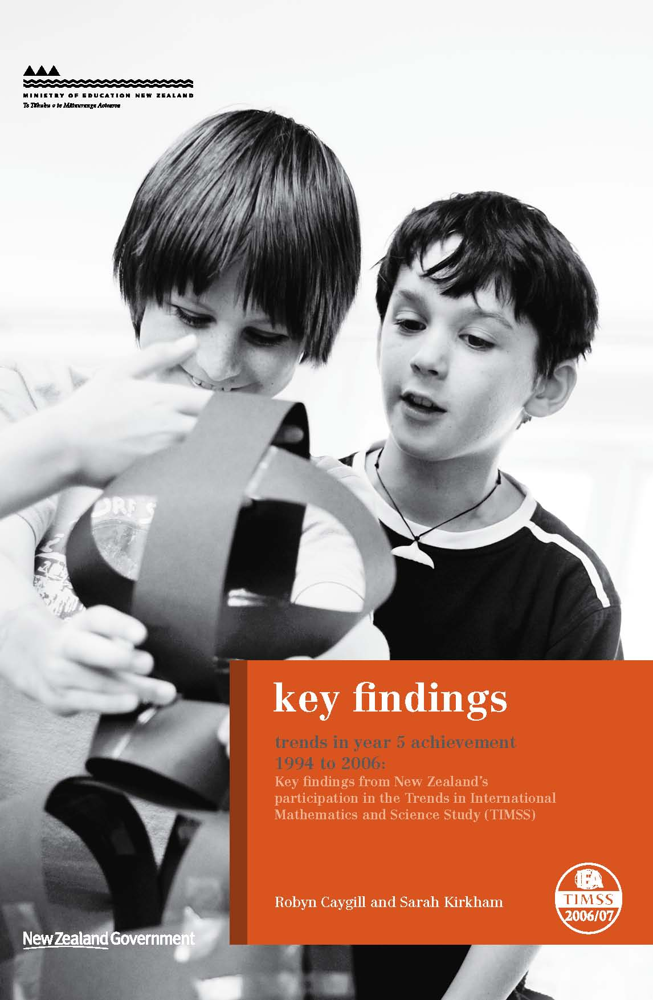 MINISTRY OF EDUCATION NEW ZEALAND
Te Tāhuhu o te Mātauranga Aotearoa
key findings
trends in year 5 achievement
1994 to 2006:
Key findings from New Zealand's
participation in the Trends in International
Mathematics and Science Study (TIMSS)
Robyn Caygill and Sarah Kirkham
IEA
TIMSS
2006/07
New Zealand Government